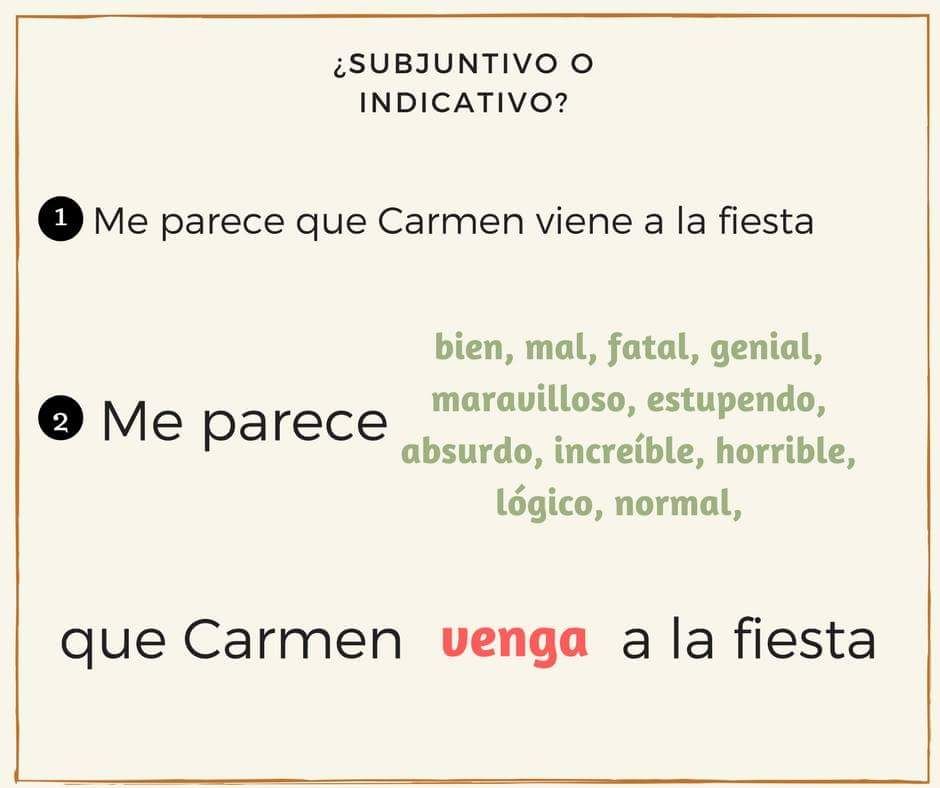 ¿SUBJUNTIVO O
INDICATIVO?
1 Me parece que Carmen viene a la fiesta
bien, mal, fatal, genial,
maravilloso, estupendo,
2 Me parece
absurdo, increíble, horrible,
lógico, normal,
que Carmen venga a la fiesta